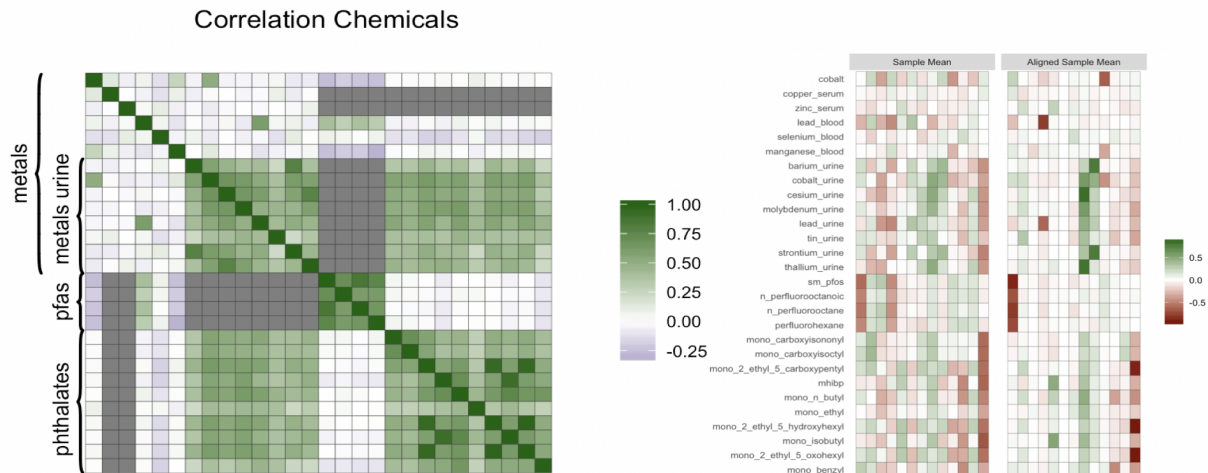 Correlation Chemicals
metals
metals urine
pfas
phthalates
1.00
0.75
0.50
0.25
0.00
-0.25
Sample Mean
Aligned Sample Mean
cobalt
copper_serum
zinc_serum
lead_blood
selenium_blood
manganese_blood
barium_urine
cobalt_urine
cesium_urine
molybdenum_urine
lead_urine
tin_urine
strontium_urine
thallium_urine
sm_pfos
n_perfluorooctanoic
n_perfluorooctane
perfluorohexane
mono_carboxyisononyl
mono_carboxyisoctyl
mono_2_ethyl_5_carboxypentyl
mhibp
mono_n_butyl
mono_ethyl
mono_2_ethyl_5_hydroxyhexyl
mono_isobutyl
mono_2_ethyl_5_oxohexyl
mono_benzyl
0.5
0.0
-0.5